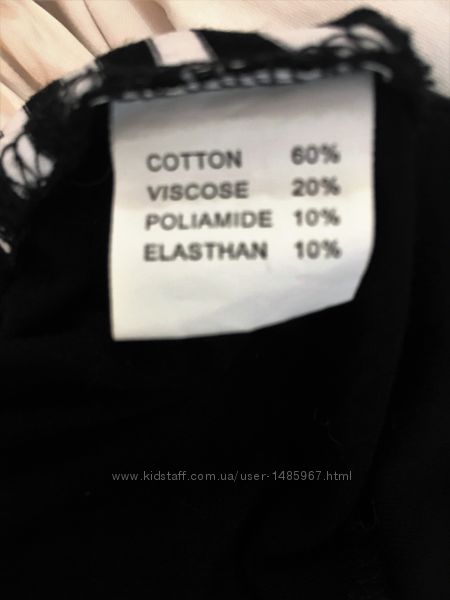 COTTON 60%
VISCOSE 20%
POLIAMIDE 10%
ELASTHAN 10%
www.kidstaff.com.ua/user-1485967.html